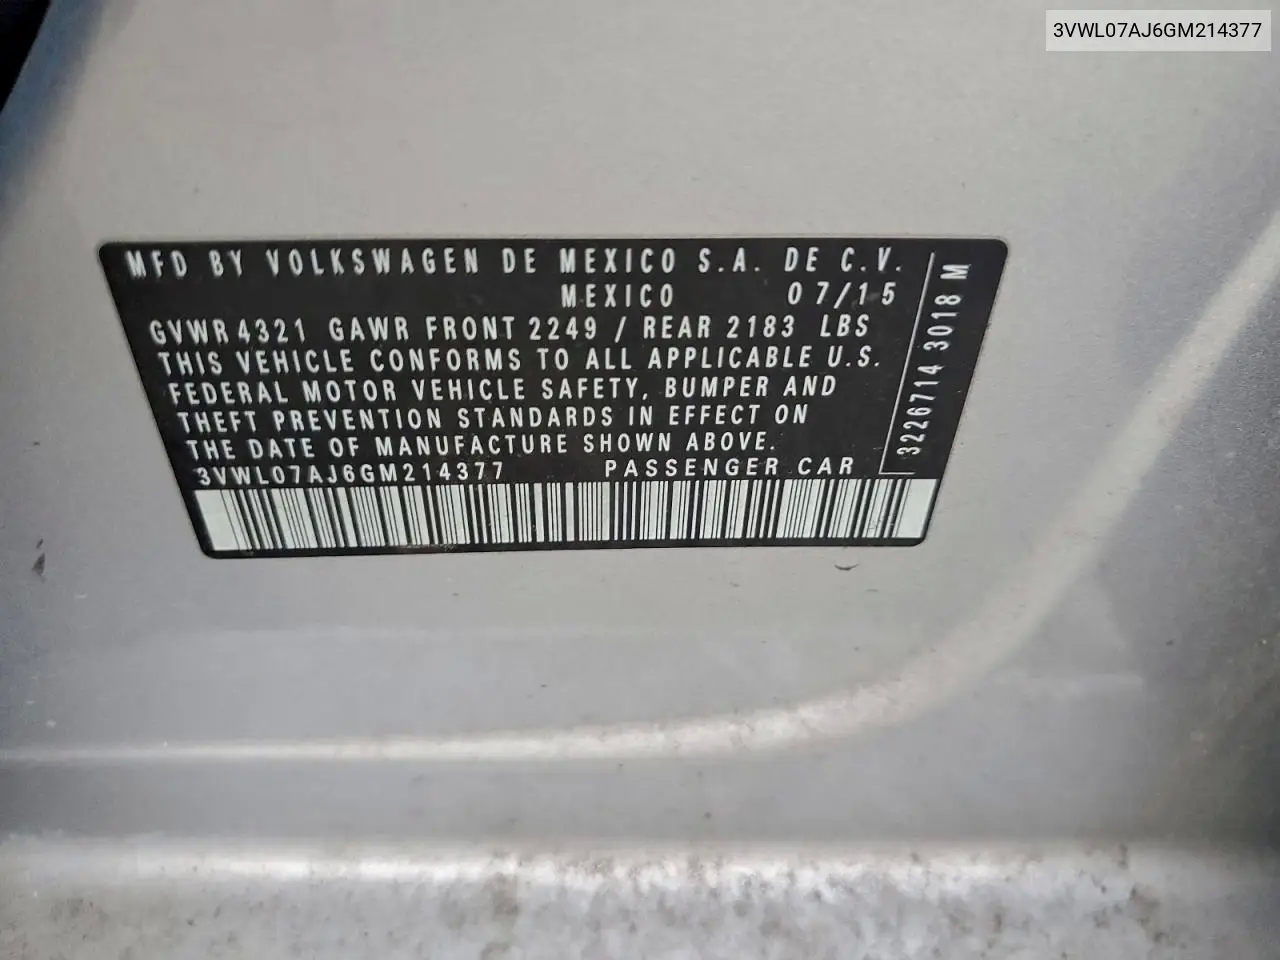 3VWL07AJ6GM214377
MFD BY VOLKSWAGEN DE MEXICO S.A. DE C.V.
MEXICO 07/15
GVWR 4321 GAWR FRONT 2249 / REAR 2183 LBS
THIS VEHICLE CONFORMS TO ALL APPLICABLE U.S.
FEDERAL MOTOR VEHICLE SAFETY, BUMPER AND
THEFT PREVENTION STANDARDS IN EFFECT ON
THE DATE OF MANUFACTURE SHOWN ABOVE.
3VWL07AJ6GM214377 PASSENGER CAR
3226714 3018 M